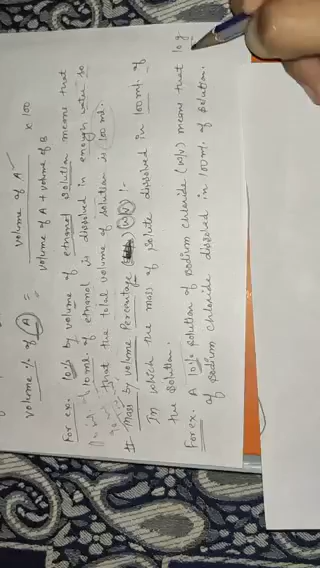 volume of A
volume % of A = x 100
volume of A + volume of B
For ex. 10% by volume of ethanol solution means that
10 ml of ethanol is dissolved in enough water so
that the total volume of solution is 100 ml.
# Mass by volume Percentage (w/v) :-
In which the mass of solute dissolved in 100 ml. of
the solution.
For ex. A 10% solution of sodium chloride (w/v) means that 10 g
of sodium chloride dissolved in 100 ml. of solution.